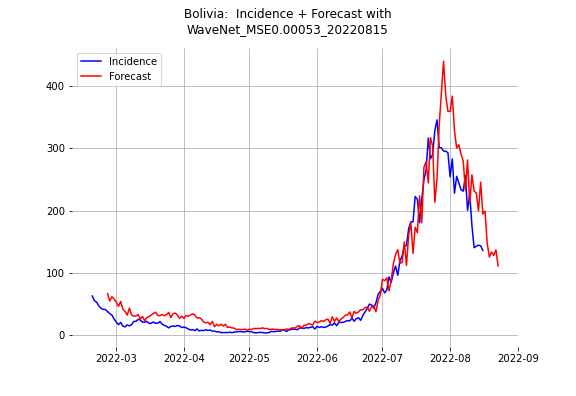 Bolivia:  Incidence + Forecast with
WaveNet_MSE0.00053_20220815
Incidence
Forecast
400
300
200
100
0
2022-03 2022-04 2022-05 2022-06 2022-07 2022-08 2022-09